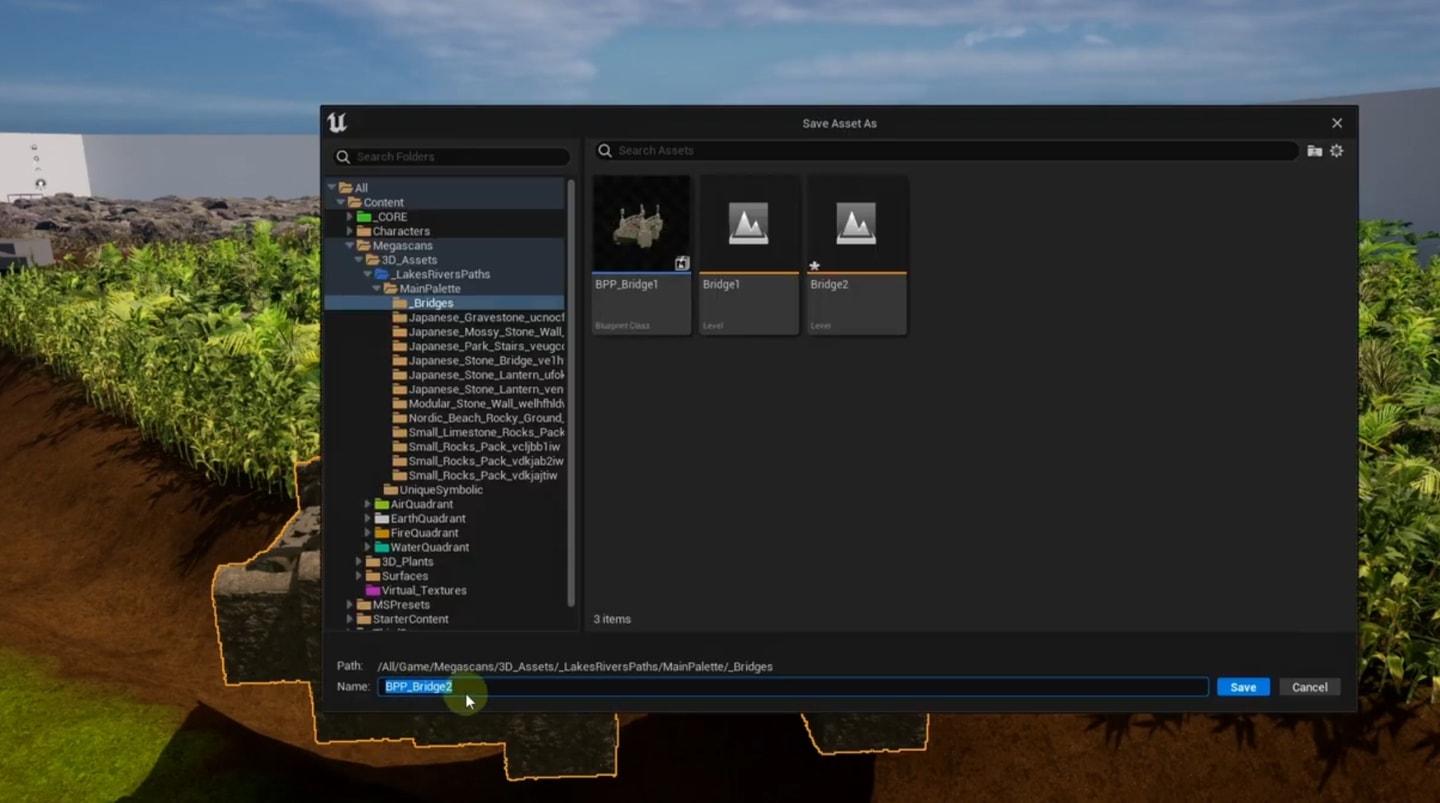 Save Asset As
Search Folders
Search Assets
All
Content
_CORE
Characters
Megascans
3D_Assets
_LakesRiversPaths
MainPalette
_Bridges
Japanese_Gravestone_ucnocf
Japanese_Mossy_Stone_Wall_
Japanese_Park_Stairs_veugcc
Japanese_Stone_Bridge_ve1h
Japanese_Stone_Lantern_ufok
Japanese_Stone_Lantern_ven
Modular_Stone_Wall_welhfhldv
Nordic_Beach_Rocky_Ground_
Small_Limestone_Rocks_Pack
Small_Rocks_Pack_vcljbb1iw
Small_Rocks_Pack_vdkjab2iw
Small_Rocks_Pack_vdkjajtiw
UniqueSymbolic
AirQuadrant
EarthQuadrant
FireQuadrant
WaterQuadrant
3D_Plants
Surfaces
Virtual_Textures
MSPresets
StarterContent
BPP_Bridge1
Blueprint Class
Bridge1
Level
Bridge2
Level
3 items
Path: /All/Game/Megascans/3D_Assets/_LakesRiversPaths/MainPalette/_Bridges
Name: BPP_Bridge2
Save
Cancel